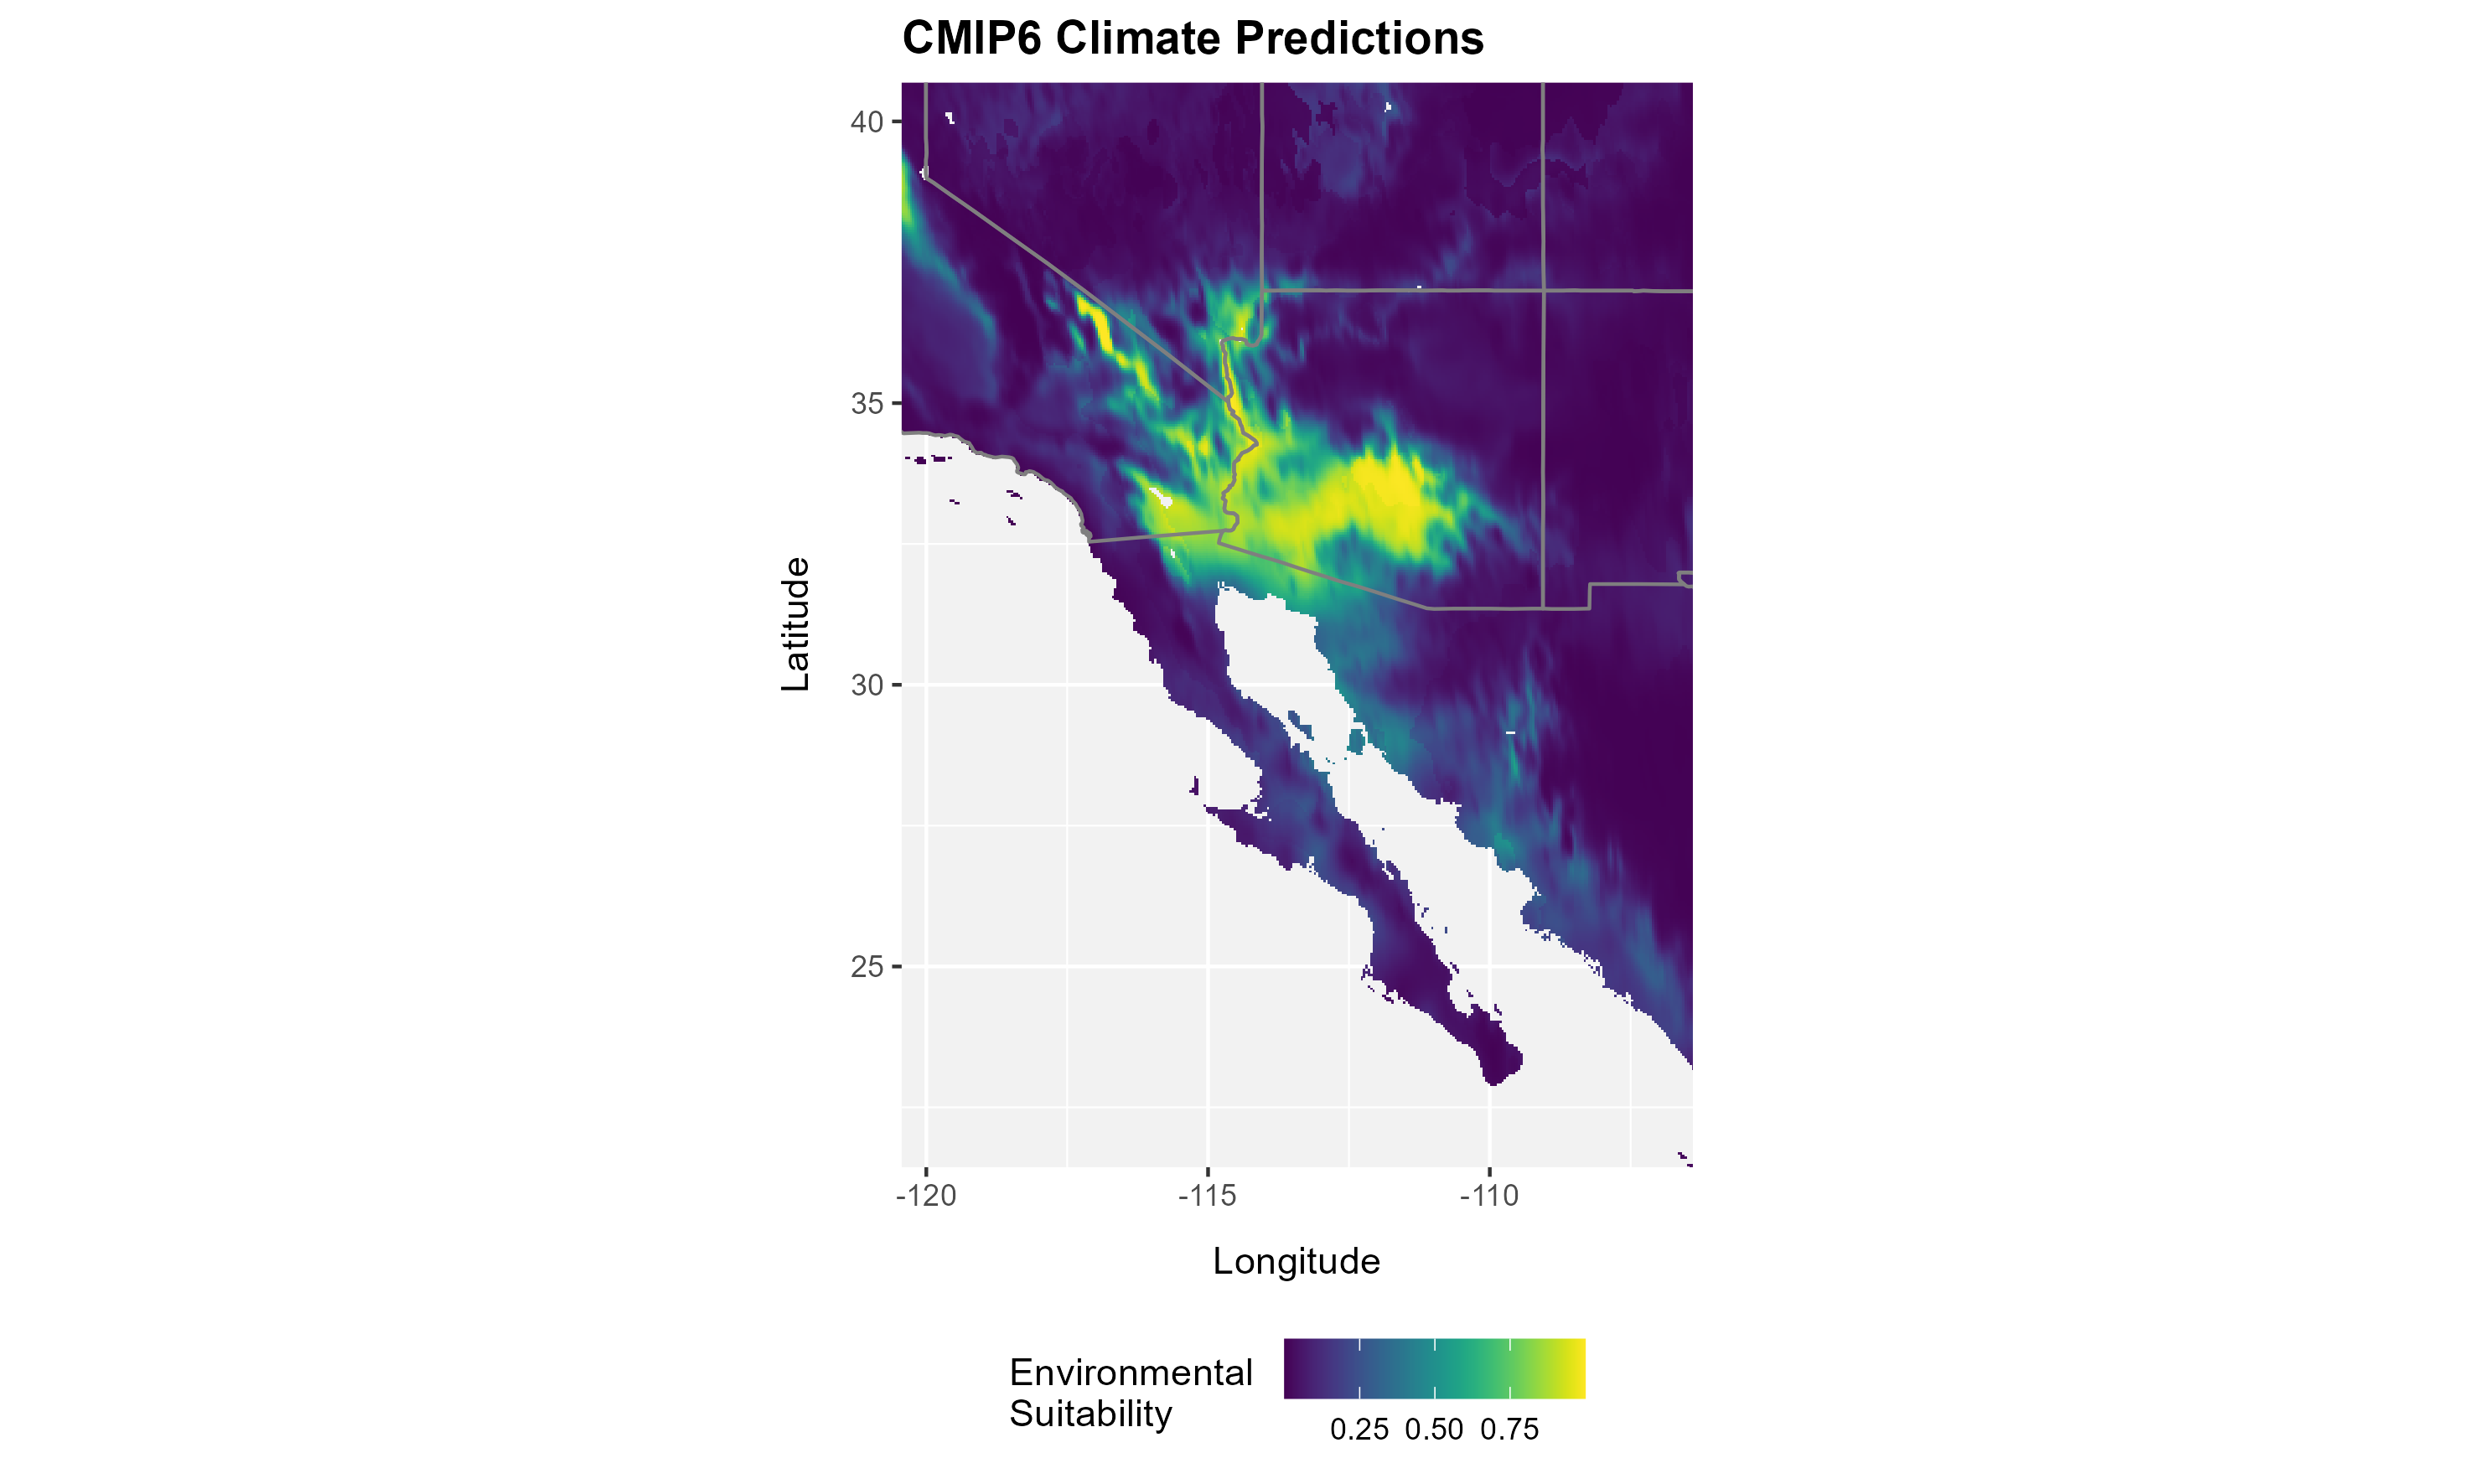 CMIP6 Climate Predictions
40
35
30
25
Latitude
-120 -115 -110
Longitude
Environmental
Suitability
0.25 0.50 0.75